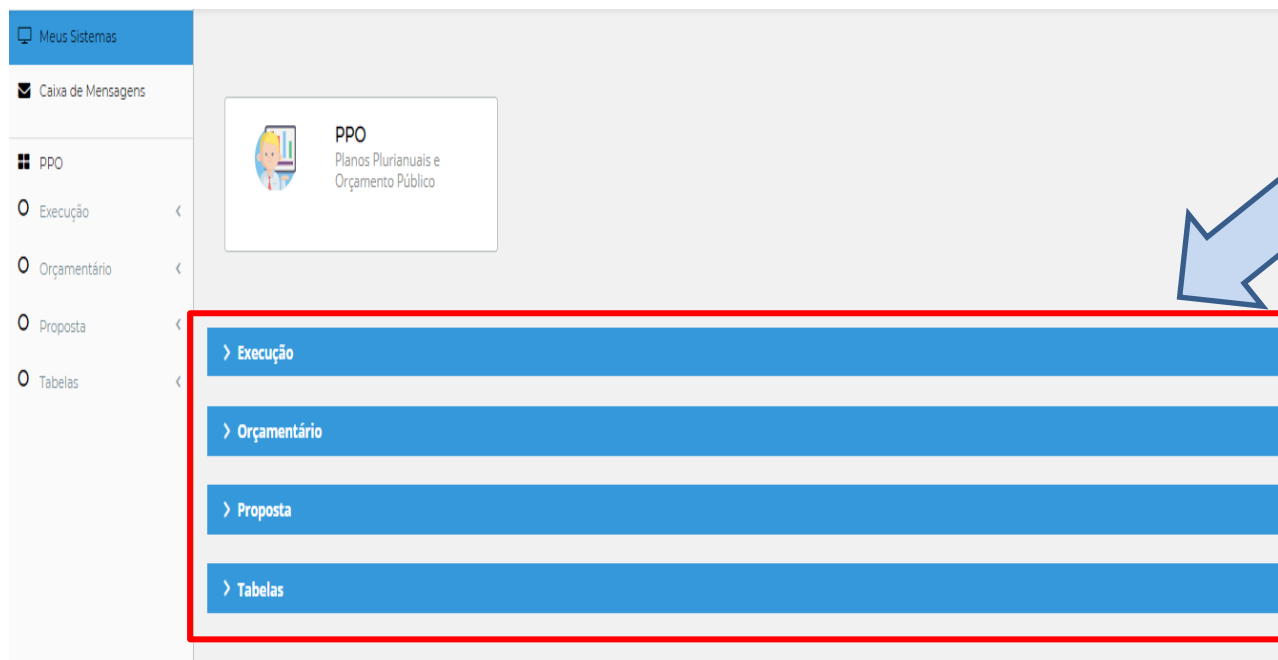 Meus Sistemas
Caixa de Mensagens
PPO
Execução
Orçamentário
Proposta
Tabelas
PPO
Planos Plurianuais e
Orçamento Público
Execução
Orçamentário
Proposta
Tabelas